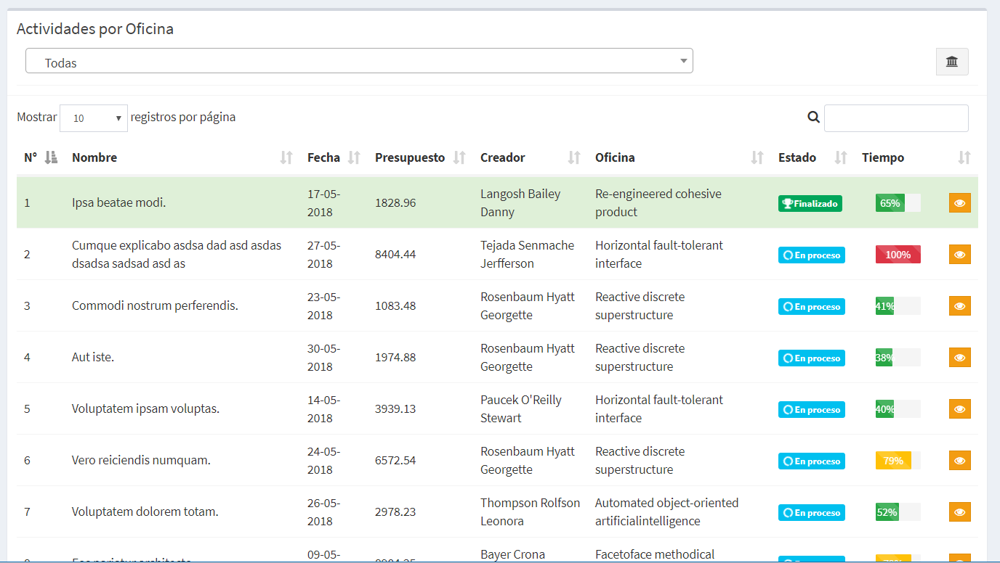 Actividades por Oficina
Todas
Mostrar 10 registros por página
N° Nombre Fecha Presupuesto Creador Oficina Estado Tiempo
1 Ipsa beatae modi. 17-05-2018 1828.96 Langosh Bailey Danny Re-engineered cohesive product Finalizado 65%
2 Cumque explicabo asdsa dad asd asdas dsadsa sadsad asd as 27-05-2018 8404.44 Tejada Senmache Jerfferson Horizontal fault-tolerant interface En proceso 100%
3 Commodi nostrum perferendis. 23-05-2018 1083.48 Rosenbaum Hyatt Georgette Reactive discrete superstructure En proceso 41%
4 Aut iste. 30-05-2018 1974.88 Rosenbaum Hyatt Georgette Reactive discrete superstructure En proceso 38%
5 Voluptatem ipsam voluptas. 14-05-2018 3939.13 Paucek O'Reilly Stewart Horizontal fault-tolerant interface En proceso 40%
6 Vero reiciendis numquam. 24-05-2018 6572.54 Rosenbaum Hyatt Georgette Reactive discrete superstructure En proceso 79%
7 Voluptatem dolorem totam. 26-05-2018 2978.23 Thompson Rolfson Leonora Automated object-oriented artificialintelligence En proceso 52%
09-05- Bayer Crona Facetoface methodical